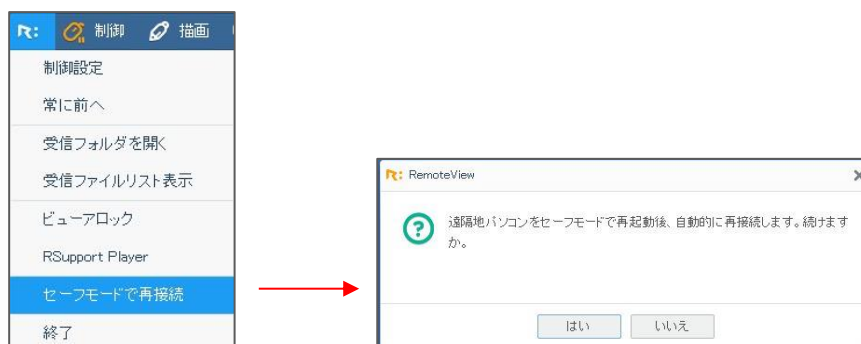 R: 制御 描画
制御設定
常に前へ
受信フォルダを開く
受信ファイルリスト表示
ビューアロック
RSupport Player
セーフモードで再接続
終了
R: RemoteView
遠隔地パソコンをセーフモードで再起動後、自動的に再接続します。続けます
か。
はい いいえ